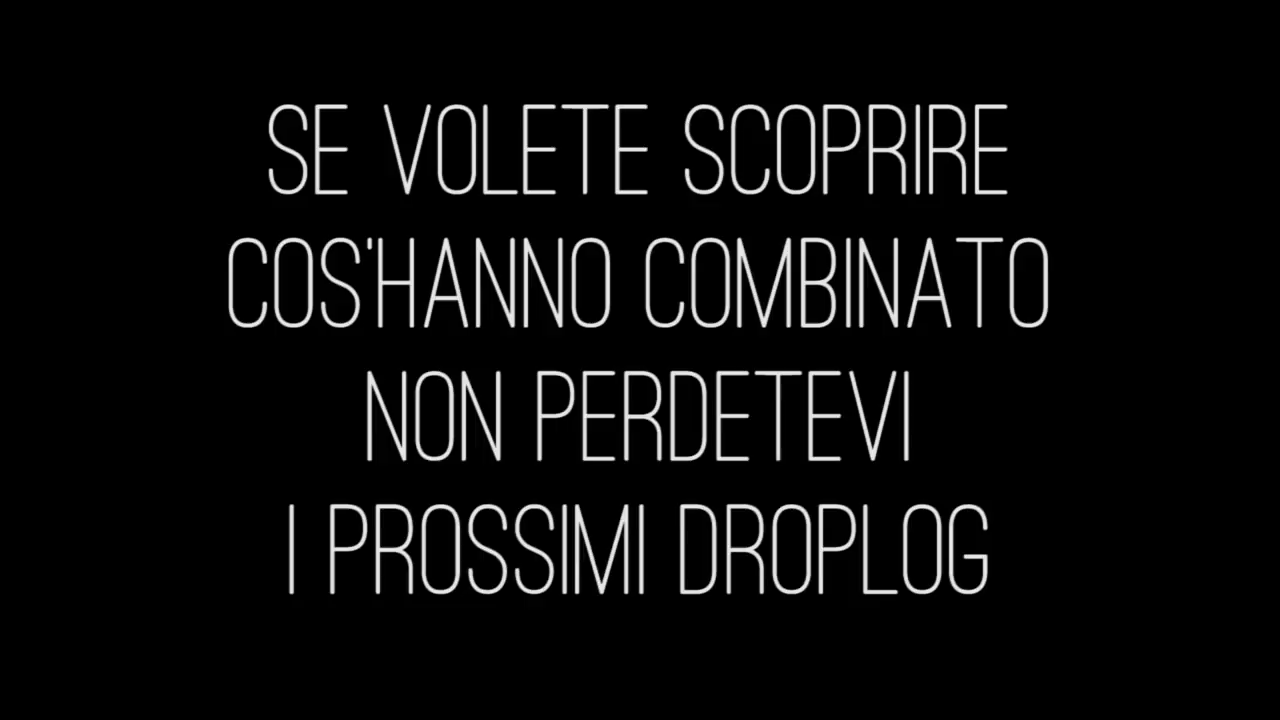 SE VOLETE SCOPRIRE
COS'HANNO COMBINATO
NON PERDETEVI
I PROSSIMI DROPLOG